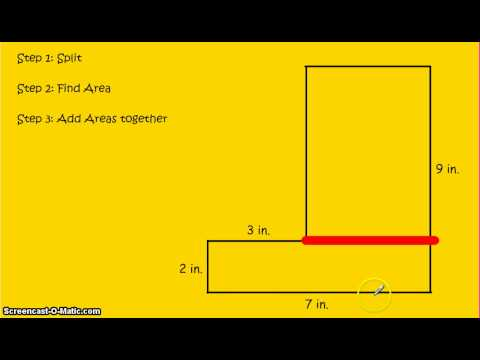 Step 1: Split
Step 2: Find Area
Step 3: Add Areas together
9 in.
3 in.
2 in.
7 in.
Screencast-O-Matic.com